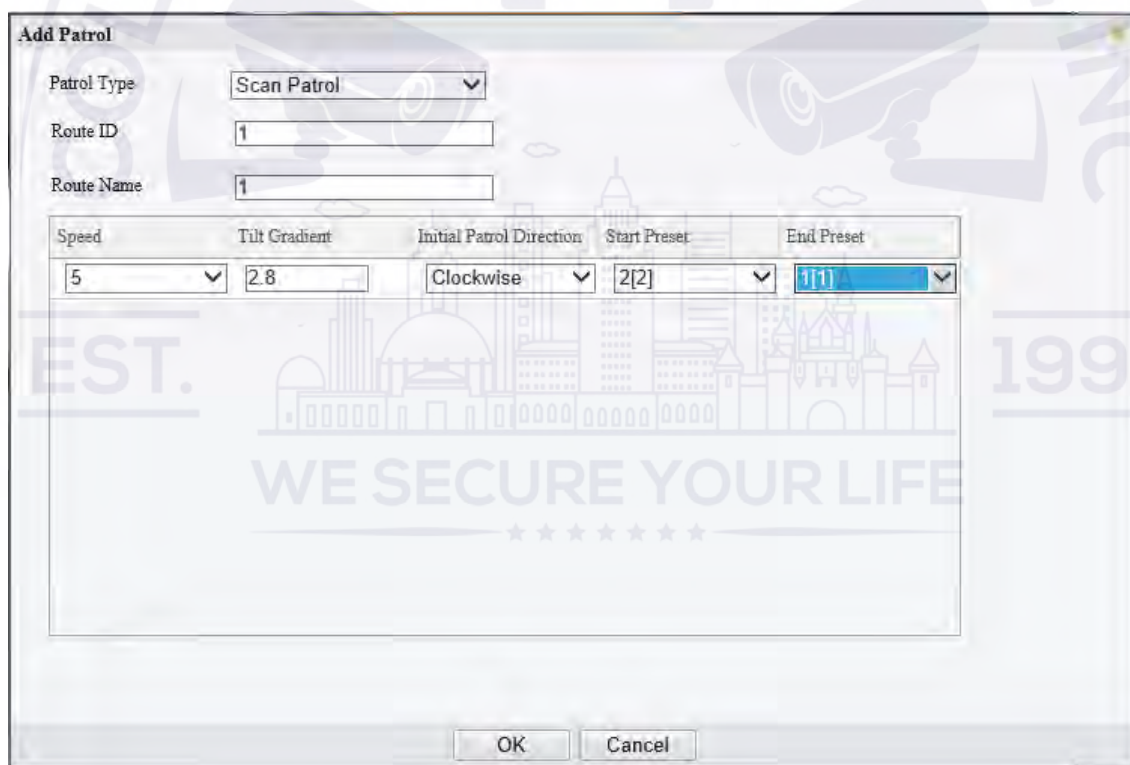 Add Patrol
Patrol Type Scan Patrol
Route ID 1
Route Name 1
Speed Tilt Gradient Initial Patrol Direction Start Preset End Preset
5 2.8 Clockwise 2[2] 1[1]
EST. 199
WE SECURE YOUR LIFE
OK Cancel